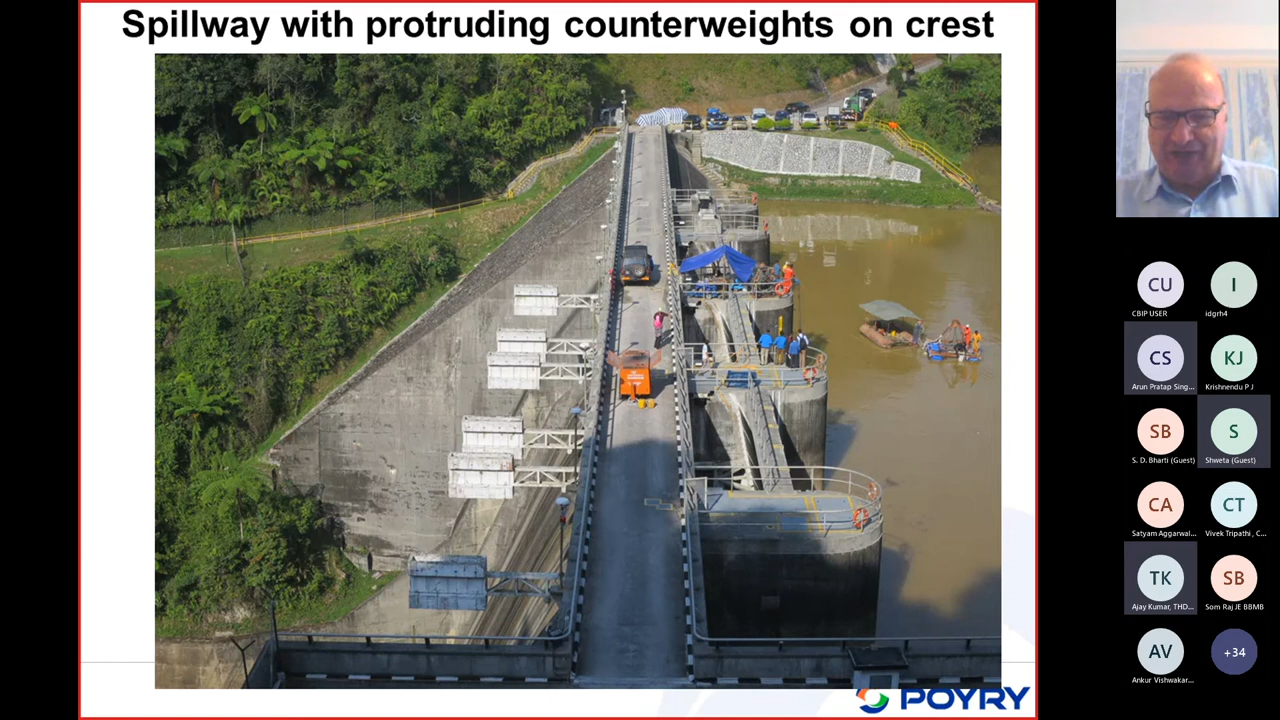 Spillway with protruding counterweights on crest
PÖYRY
CU
CBIP USER
I
idgrh4
CS
Arun Pratap Sing...
KJ
Krishnendu P J
SB
S. D. Bharti (Guest)
S
Shweta (Guest)
CA
Satyam Aggarwal...
CT
Vivek Tripathi , C...
TK
Ajay Kumar, THD...
SB
Som Raj JE BBMB
AV
Ankur Vishwakar...
+34